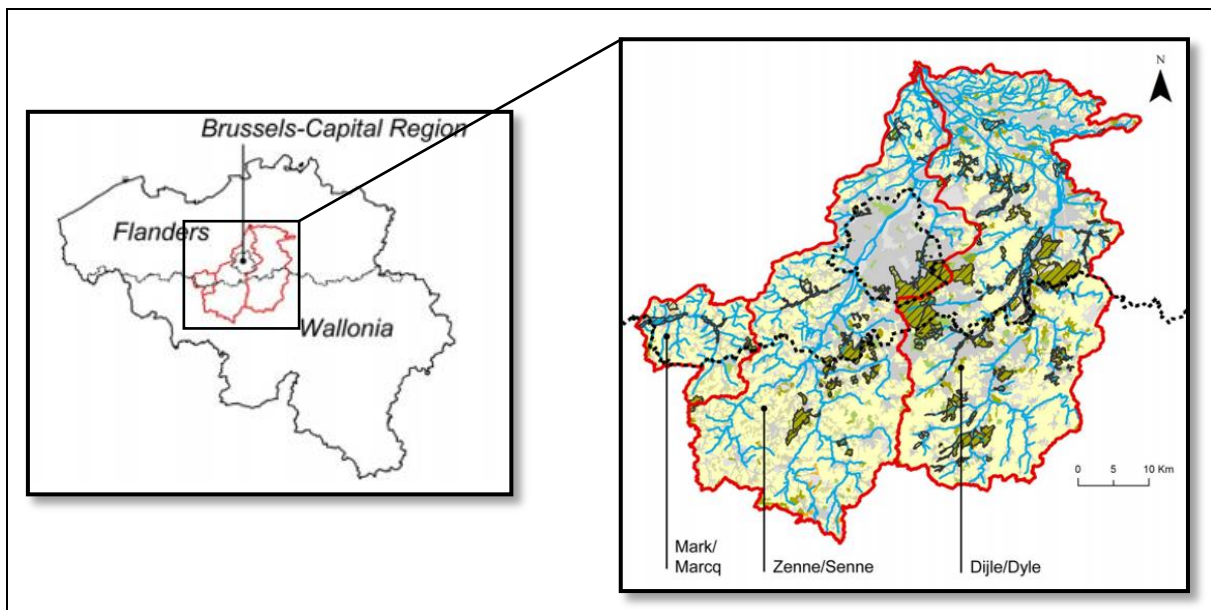 Brussels-Capital Region
Flanders
Wallonia
N
0 5 10 Km
Mark/
Marcq
Zenne/Senne
Dijle/Dyle